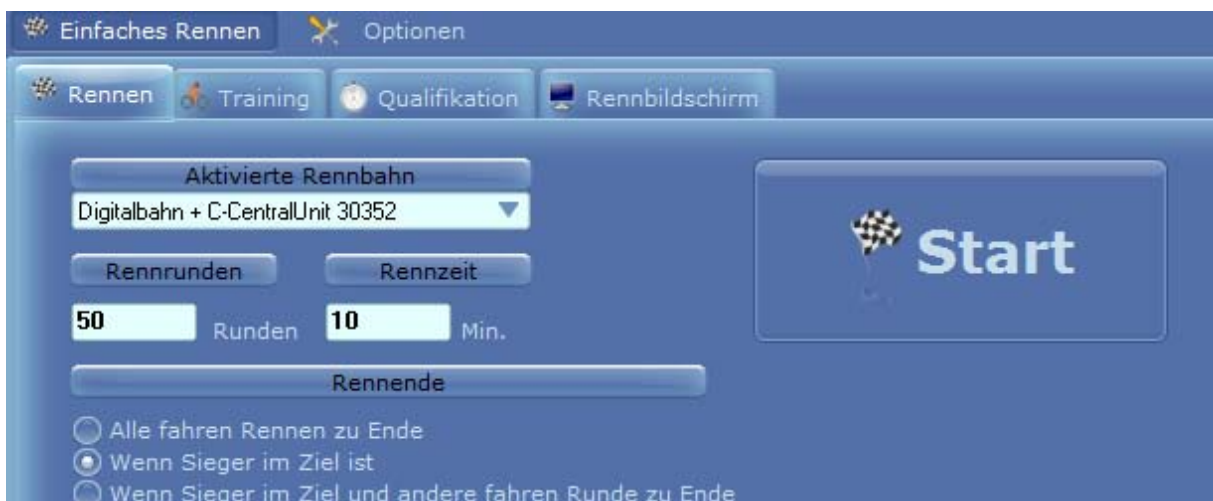 Einfaches Rennen Optionen
Rennen Training Qualifikation Rennbildschirm
Aktivierte Rennbahn
Digitalbahn + C-CentralUnit 30352
Start
Rennrunden Rennzeit
50 Runden 10 Min.
Rennende
Alle fahren Rennen zu Ende
Wenn Sieger im Ziel ist
Wenn Sieger im Ziel und andere fahren Runde zu Ende